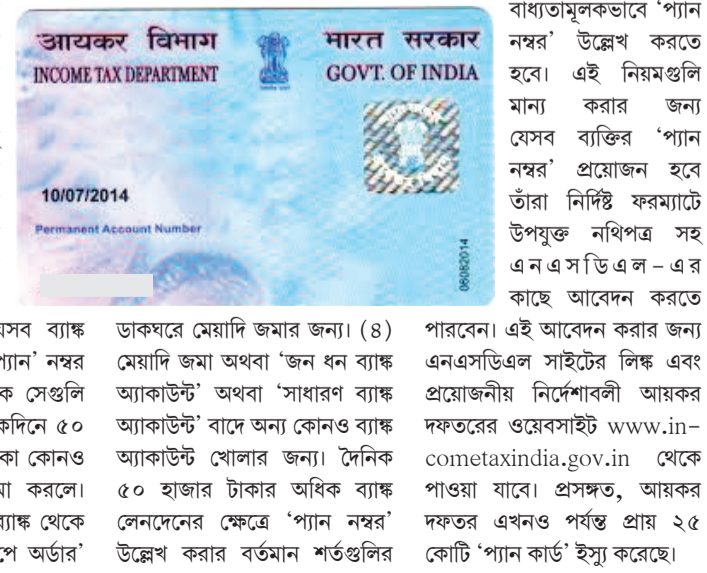 आयकर विभाग
INCOME TAX DEPARTMENT
भारत सरकार
GOVT. OF INDIA
10/07/2014
Permanent Account Number
06082014
যেসব ব্যাঙ্ক
নম্বর
সেগুলি
৫০
কোনও
করলে।
থেকে
অর্ডার’
ডাকঘরে মেয়াদি জমার জন্য। (৪)
মেয়াদি জমা অথবা ‘জন ধন ব্যাঙ্ক
অ্যাকাউন্ট’ অথবা ‘সাধারণ ব্যাঙ্ক
অ্যাকাউন্ট’ বাদে অন্য কোনও ব্যাঙ্ক
অ্যাকাউন্ট খোলার জন্য। দৈনিক
৫০ হাজার টাকার অধিক ব্যাঙ্ক
লেনদেনের ক্ষেত্রে ‘প্যান নম্বর’
উল্লেখ করার বর্তমান শর্তগুলির
বাধ্যতামূলকভাবে ‘প্যান
নম্বর’ উল্লেখ করতে
হবে। এই নিয়মগুলি
মান্য করার জন্য
যেসব ব্যক্তির ‘প্যান
নম্বর’ প্রয়োজন হবে
তাঁরা নির্দিষ্ট ফরম্যাটে
উপযুক্ত নথিপত্র সহ
এনএসডিএল–এর
কাছে আবেদন করতে
পারবেন। এই আবেদন করার জন্য
এনএসডিএল সাইটের লিঙ্ক এবং
প্রয়োজনীয় নির্দেশাবলী আয়কর
দফতরের ওয়েবসাইট www.in–
cometaxindia.gov.in থেকে
পাওয়া যাবে। প্রসঙ্গত, আয়কর
দফতর এখনও পর্যন্ত প্রায় ২৫
কোটি ‘প্যান কার্ড’ ইস্যু করেছে।